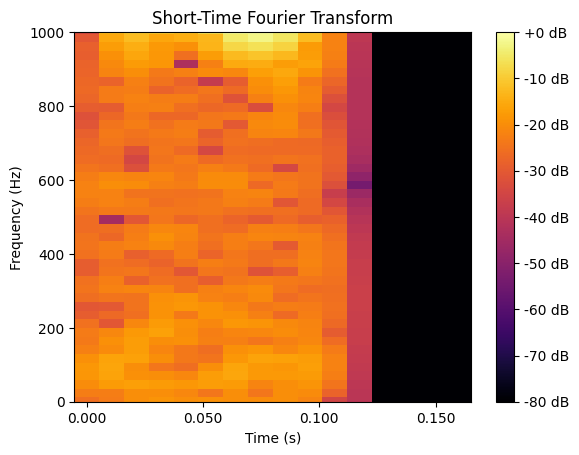 Short-Time Fourier Transform
1000
800
600
400
200
0
Frequency (Hz)
0.000
0.050
0.100
0.150
Time (s)
+0 dB
-10 dB
-20 dB
-30 dB
-40 dB
-50 dB
-60 dB
-70 dB
-80 dB